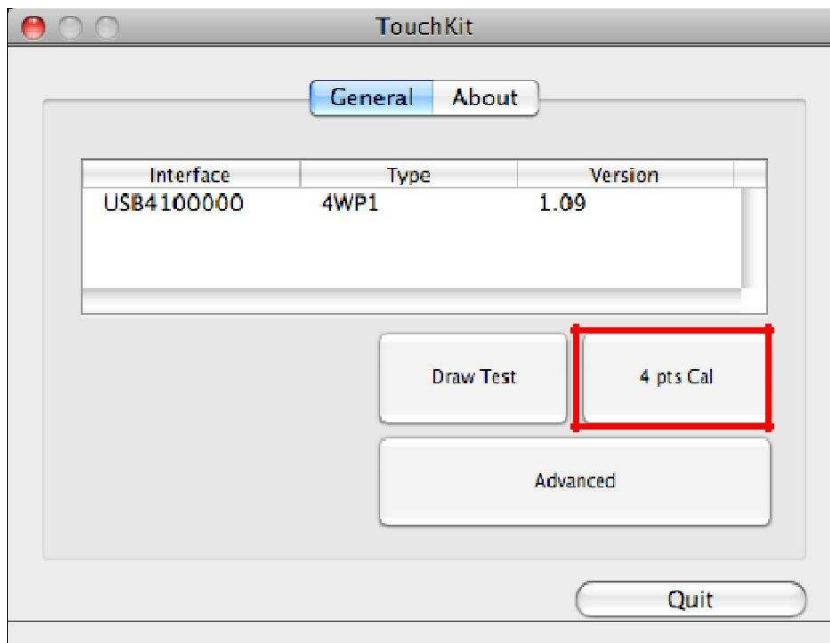 TouchKit
General About
Interface Type Version
USB4100000 4WP1 1.09
Draw Test 4 pts Cal
Advanced
Quit